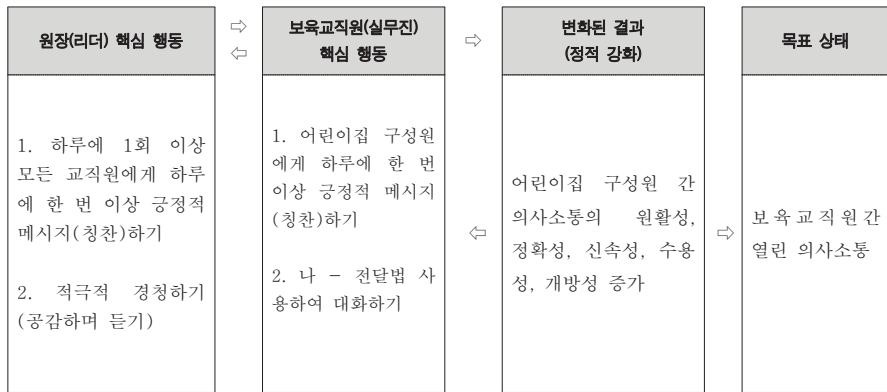 원장(리더) 핵심 행동
⇨
⇦
보육교직원(실무진)
핵심 행동
⇨
변화된 결과
(정적 강화)
목표 상태
1. 하루에 1회 이상
모든 교직원에게 하루
에 한 번 이상 긍정적
메시지(칭찬)하기
2. 적극적 경청하기
(공감하며 듣기)
1. 어린이집 구성원
에게 하루에 한 번
이상 긍정적 메시지
(칭찬)하기
2. 나 - 전달법 사
용하여 대화하기
⇦
어린이집 구성원 간
의사소통의 원활성,
정확성, 신속성, 수용
성, 개방성 증가
⇨
보육교직원간
열린 의사소통